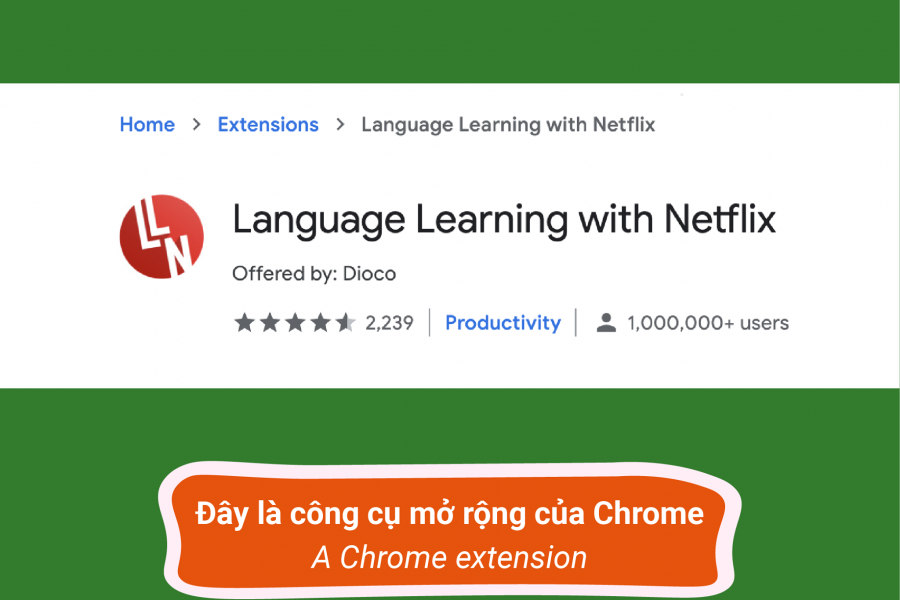 Home > Extensions > Language Learning with Netflix
LLN
Language Learning with Netflix
Offered by: Dioco
2,239 | Productivity | 1,000,000+ users
Đây là công cụ mở rộng của Chrome
A Chrome extension